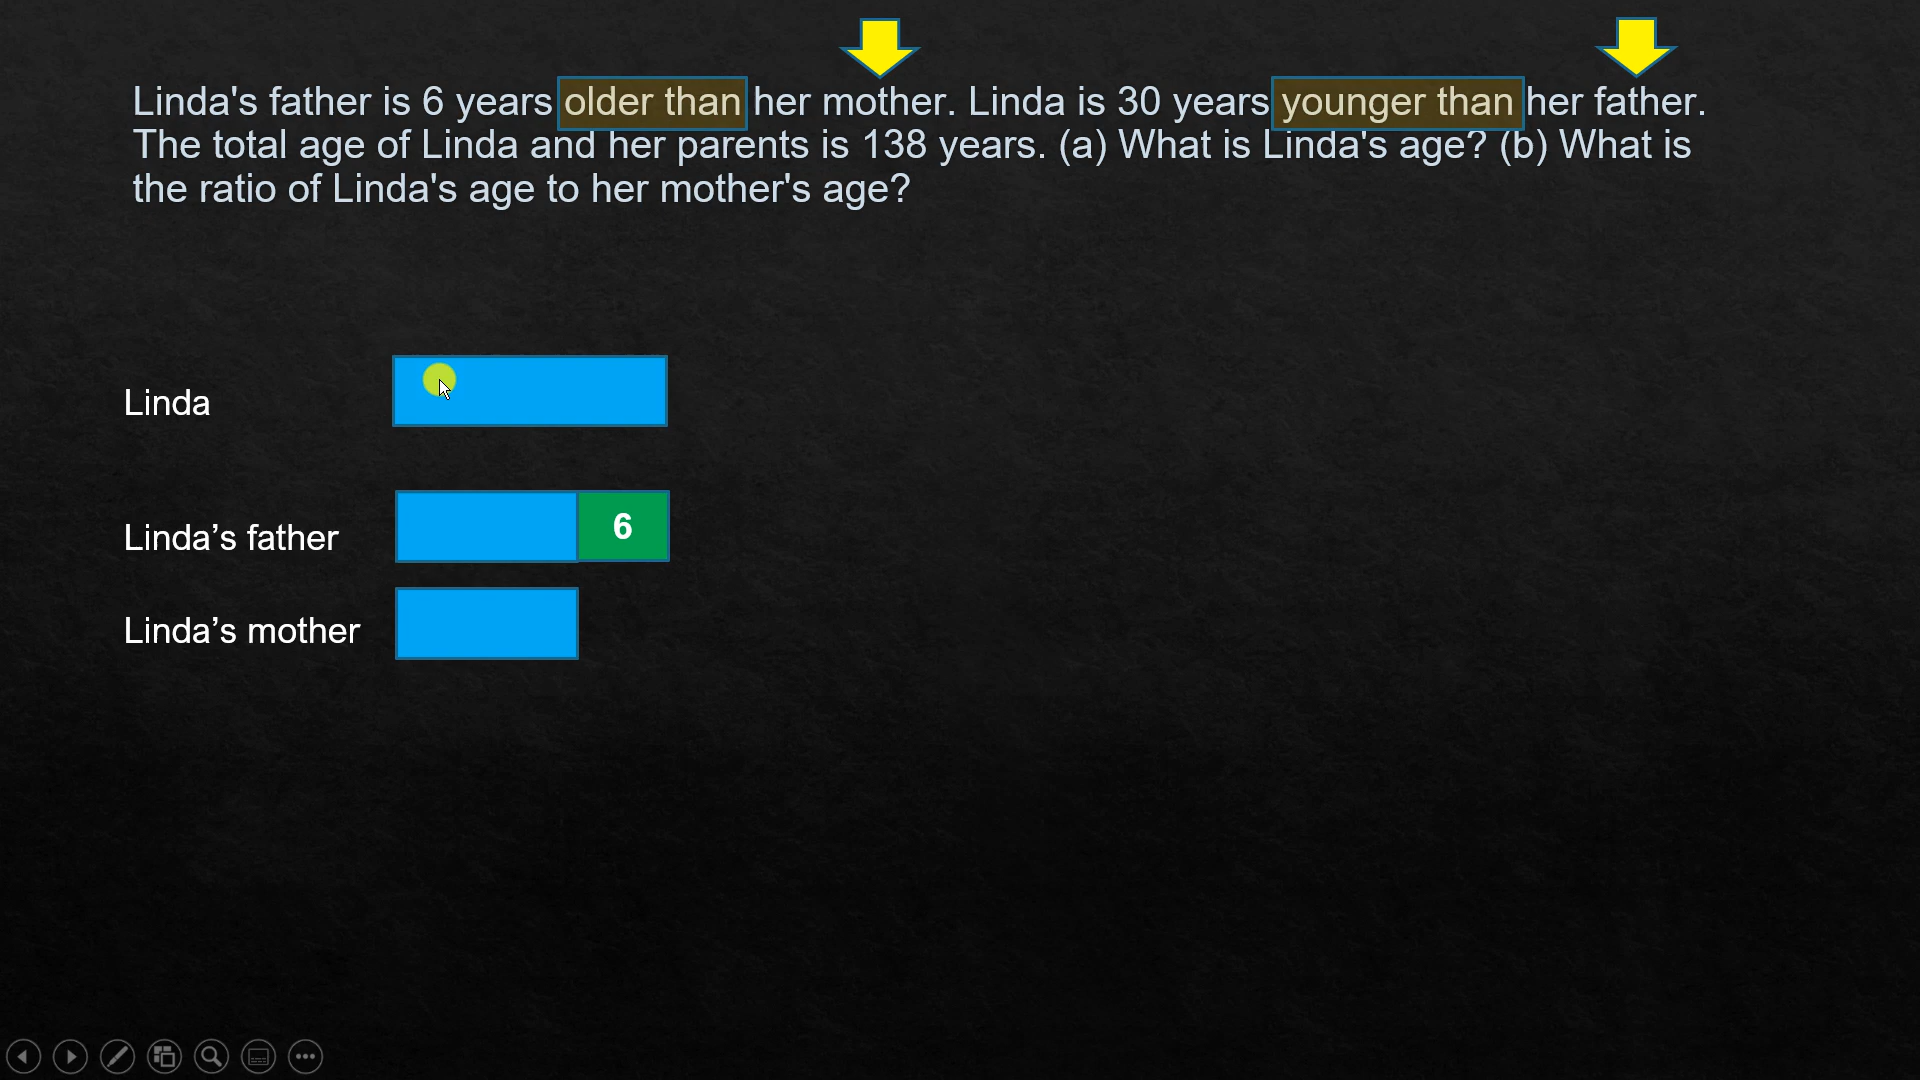 Linda's father is 6 years older than her mother. Linda is 30 years younger than her father.
The total age of Linda and her parents is 138 years. (a) What is Linda's age? (b) What is
the ratio of Linda's age to her mother's age?
Linda
Linda’s father
6
Linda’s mother